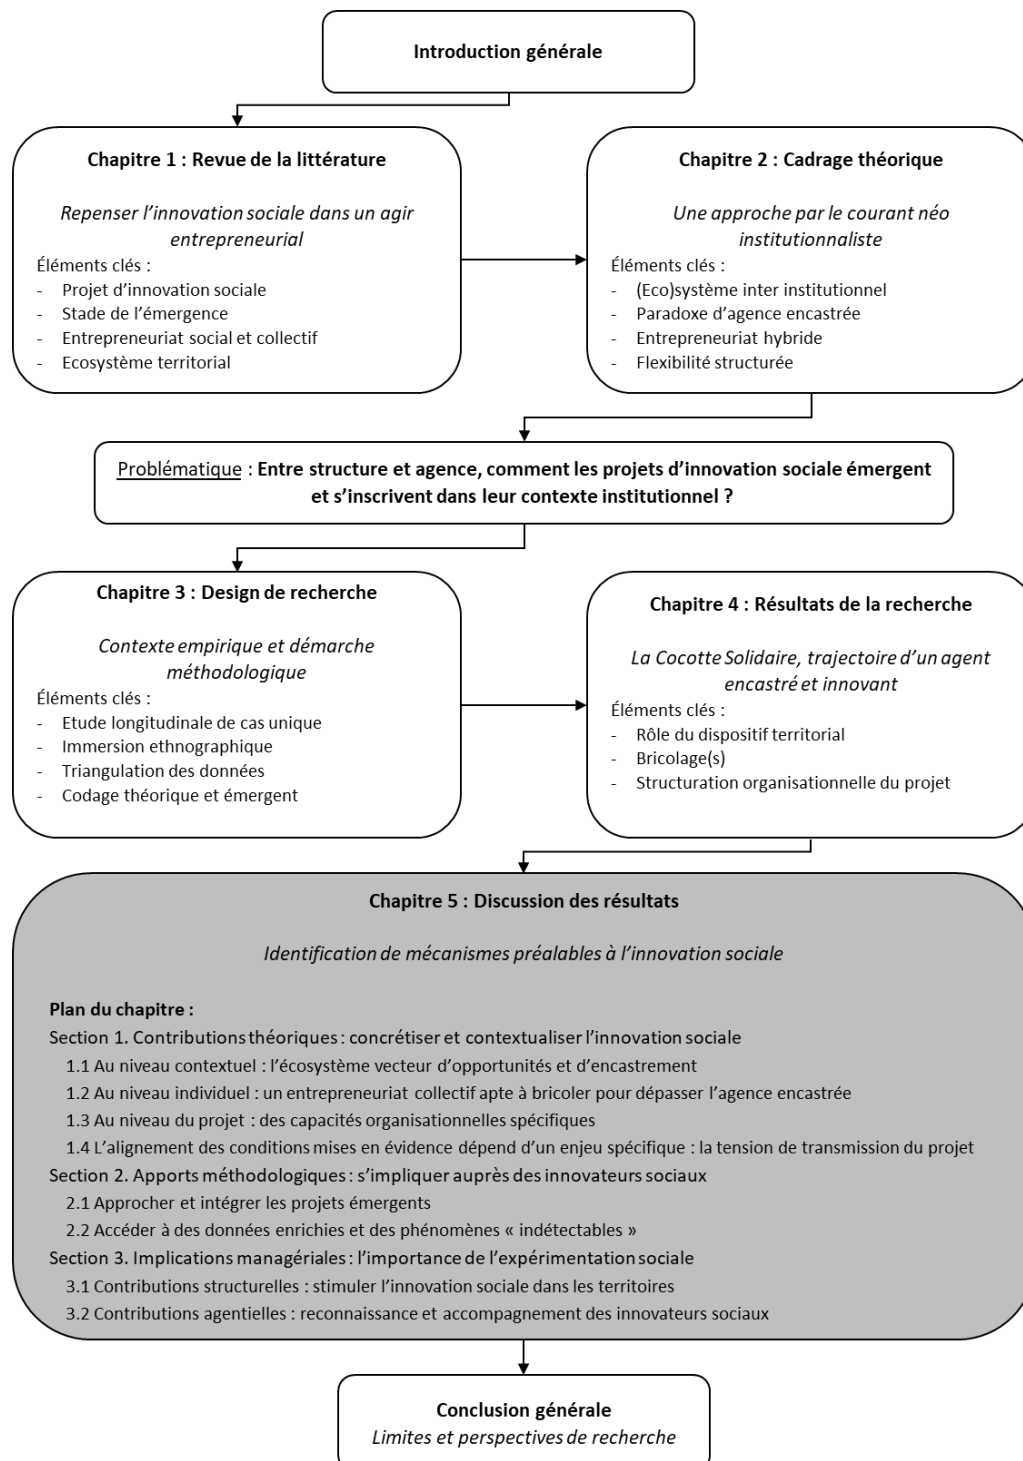 Introduction générale
Chapitre 1 : Revue de la littérature
Repenser l’innovation sociale dans un agir
entrepreneurial
Éléments clés :
- Projet d’innovation sociale
- Stade de l’émergence
- Entrepreneuriat social et collectif
- Ecosystème territorial
Chapitre 2 : Cadrage théorique
Une approche par le courant néo
institutionnaliste
Éléments clés :
- (Eco)système inter institutionnel
- Paradoxe d’agence encastrée
- Entrepreneuriat hybride
- Flexibilité structurée
Problématique : Entre structure et agence, comment les projets d’innovation sociale émergent
et s’inscrivent dans leur contexte institutionnel ?
Chapitre 3 : Design de recherche
Contexte empirique et démarche
méthodologique
Éléments clés :
- Etude longitudinale de cas unique
- Immersion ethnographique
- Triangulation des données
- Codage théorique et émergent
Chapitre 4 : Résultats de la recherche
La Cocotte Solidaire, trajectoire d’un agent
encastré et innovant
Éléments clés :
- Rôle du dispositif territorial
- Bricolage(s)
- Structuration organisationnelle du projet
Chapitre 5 : Discussion des résultats
Identification de mécanismes préalables à l’innovation sociale
Plan du chapitre :
Section 1. Contributions théoriques : concrétiser et contextualiser l’innovation sociale
1.1 Au niveau contextuel : l’écosystème vecteur d’opportunités et d’encastrement
1.2 Au niveau individuel : un entrepreneuriat collectif apte à bricoler pour dépasser l’agence encastrée
1.3 Au niveau du projet : des capacités organisationnelles spécifiques
1.4 L’alignement des conditions mises en évidence dépend d’un enjeu spécifique : la tension de transmission du projet
Section 2. Apports méthodologiques : s’impliquer auprès des innovateurs sociaux
2.1 Approcher et intégrer les projets émergents
2.2 Accéder à des données enrichies et des phénomènes « indétectables »
Section 3. Implications managériales : l’importance de l’expérimentation sociale
3.1 Contributions structurelles : stimuler l’innovation sociale dans les territoires
3.2 Contributions agentielles : reconnaissance et accompagnement des innovateurs sociaux
Conclusion générale
Limites et perspectives de recherche